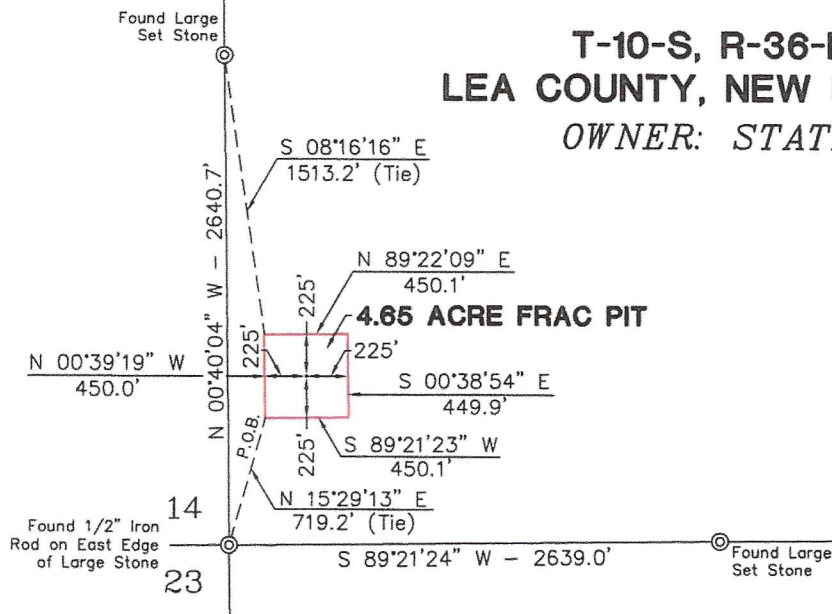 Found Large
Set Stone
T-10-S, R-36-
LEA COUNTY, NEW
OWNER: STAT
S 08°16'16" E
1513.2' (Tie)
N 00°40'04" W - 2640.7'
N 89°22'09" E
450.1'
225'
4.65 ACRE FRAC PIT
225'
225'
N 00°39'19" W
450.0'
S 00°38'54" E
449.9'
P.O.B.
225'
S 89°21'23" W
450.1'
N 15°29'13" E
719.2' (Tie)
14
Found 1/2" Iron
Rod on East Edge
of Large Stone
23
S 89°21'24" W - 2639.0'
Found Large
Set Stone